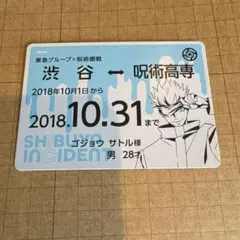 東急グループ×呪術廻戦
渋谷 ↔ 呪術高専
2018年10月1日から
2018.10.31まで
SHIBUYA
INCIDENT
ゴジョウ サトル様
男 28才